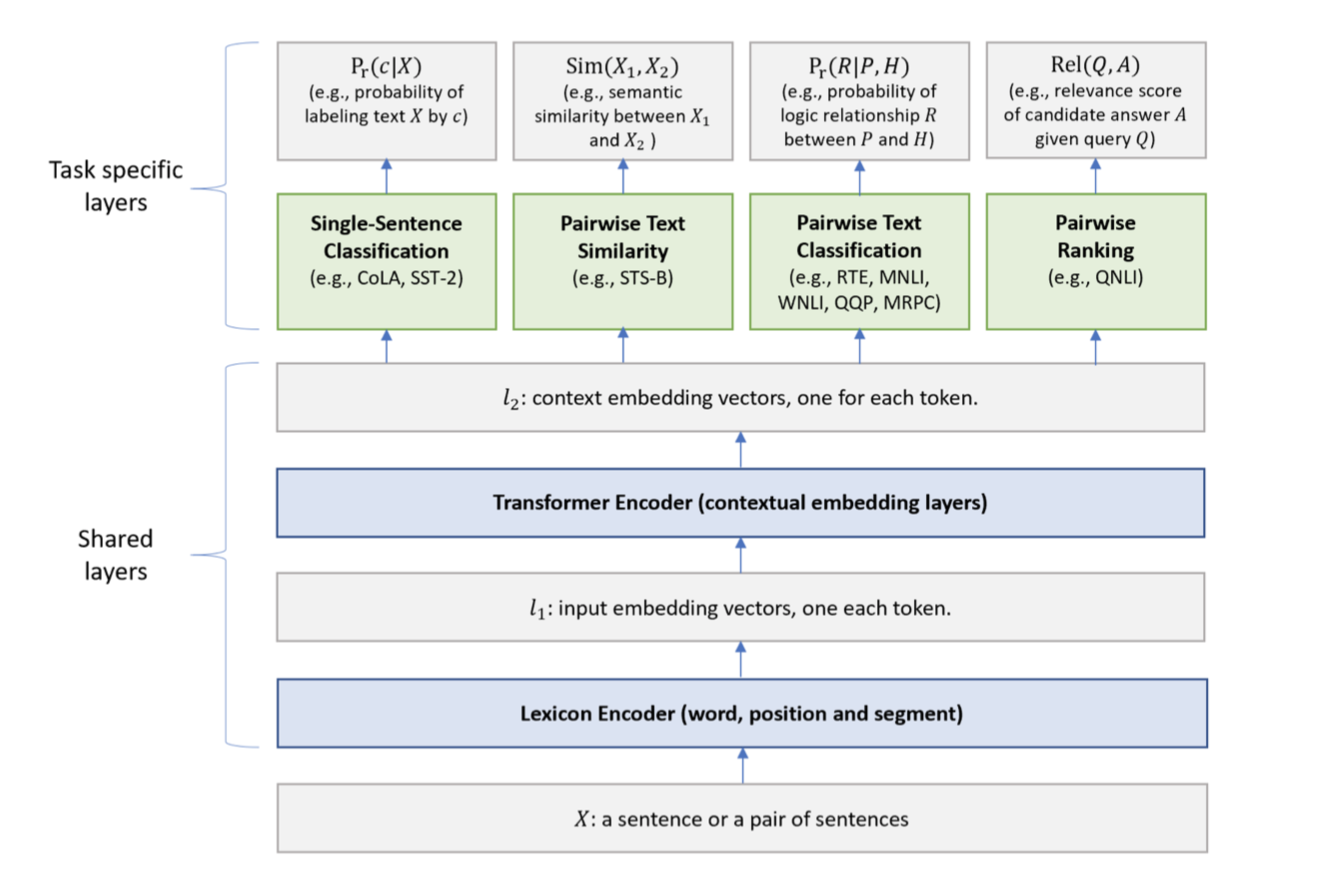 Task specific
layers
Pᵣ(c|X)
(e.g., probability of
labeling text X by c)
Sim(X₁, X₂)
(e.g., semantic
similarity between X₁
and X₂ )
Pᵣ(R|P, H)
(e.g., probability of
logic relationship R
between P and H)
Rel(Q, A)
(e.g., relevance score
of candidate answer A
given query Q)
Single-Sentence
Classification
(e.g., CoLA, SST-2)
Pairwise Text
Similarity
(e.g., STS-B)
Pairwise Text
Classification
(e.g., RTE, MNLI,
WNLI, QQP, MRPC)
Pairwise
Ranking
(e.g., QNLI)
Shared
layers
l₂: context embedding vectors, one for each token.
Transformer Encoder (contextual embedding layers)
l₁: input embedding vectors, one each token.
Lexicon Encoder (word, position and segment)
X: a sentence or a pair of sentences